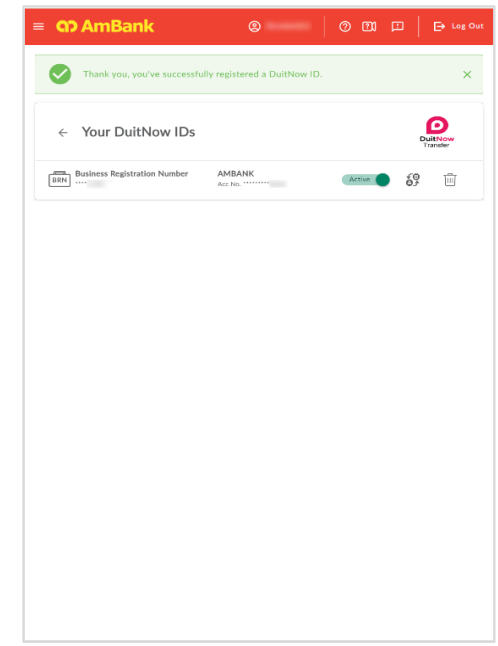 AmBank
Log Out
Thank you, you've successfully registered a DuitNow ID.
Your DuitNow IDs
DuitNow
Transfer
BRN
Business Registration Number
AMBANK
Acc No. ·········
Active